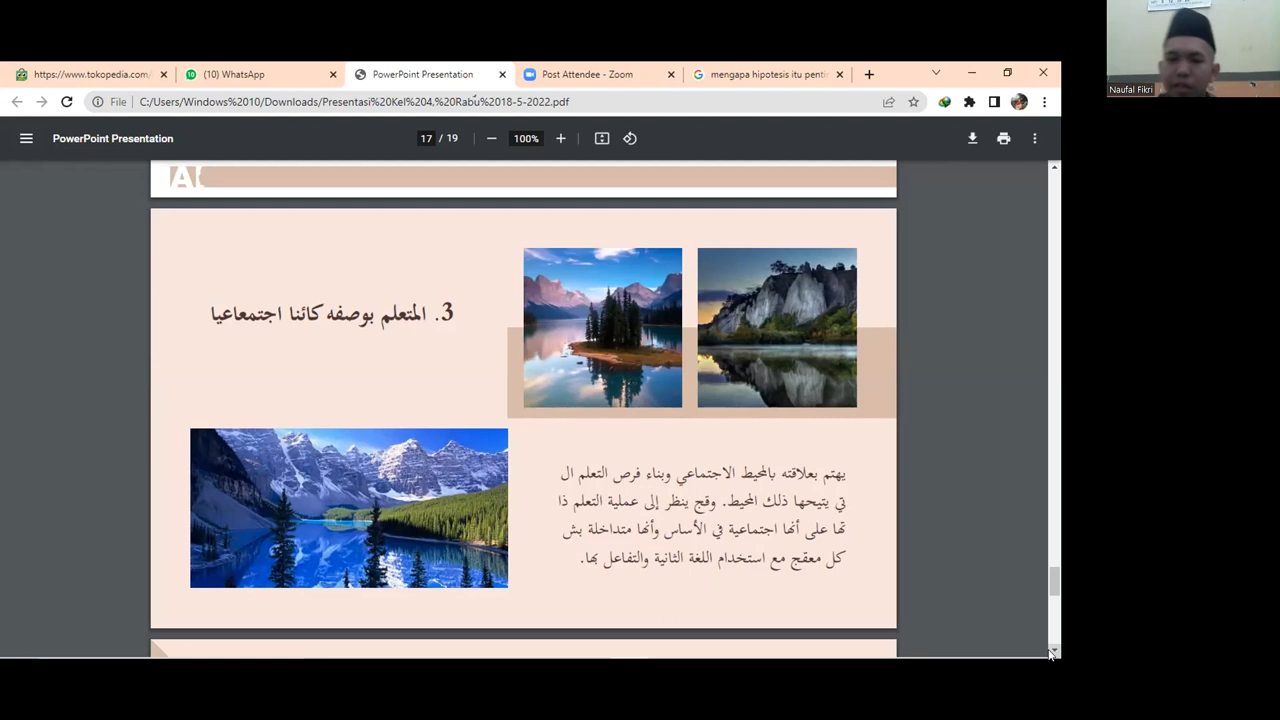 https://www.tokopedia.com/
(10) WhatsApp
PowerPoint Presentation
Post Attendee - Zoom
mengapa hipotesis itu penti
File
C:/Users/Windows%2010/Downloads/Presentasi%20Kel%204,%20Rabu%2018-5-2022.pdf
PowerPoint Presentation
17 / 19
100%
3. المتعلم بوصفه كائنا اجتمعاعيا
يهتم بعلاقته بالمحيط الاجتماعي وبناء فرص التعلم ال
تي يتيحها ذلك المحيط. وقج ينظر إلى عملية التعلم ذا
تها على أنها اجتماعية في الأساس وأنها متداخلة بش
كل معقج مع استخدام اللغة الثانية والتفاعل بها.
Naufal Fikri